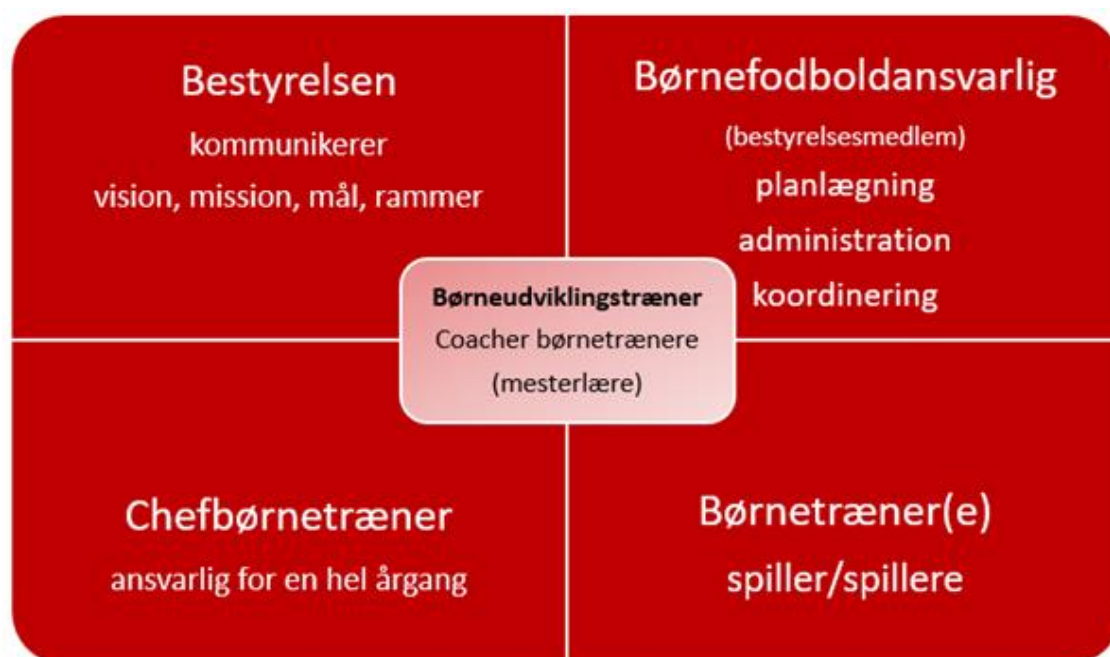 Bestyrelsen
kommunikerer
vision, mission, mål, rammer
Børnefodboldansvarlig
(bestyrelsesmedlem)
planlægning
administration
koordinering
Børneudviklingstræner
Coacher børnetrænere
(mesterlære)
Chefbørnetræner
ansvarlig for en hel årgang
Børnetræner(e)
spiller/spillere